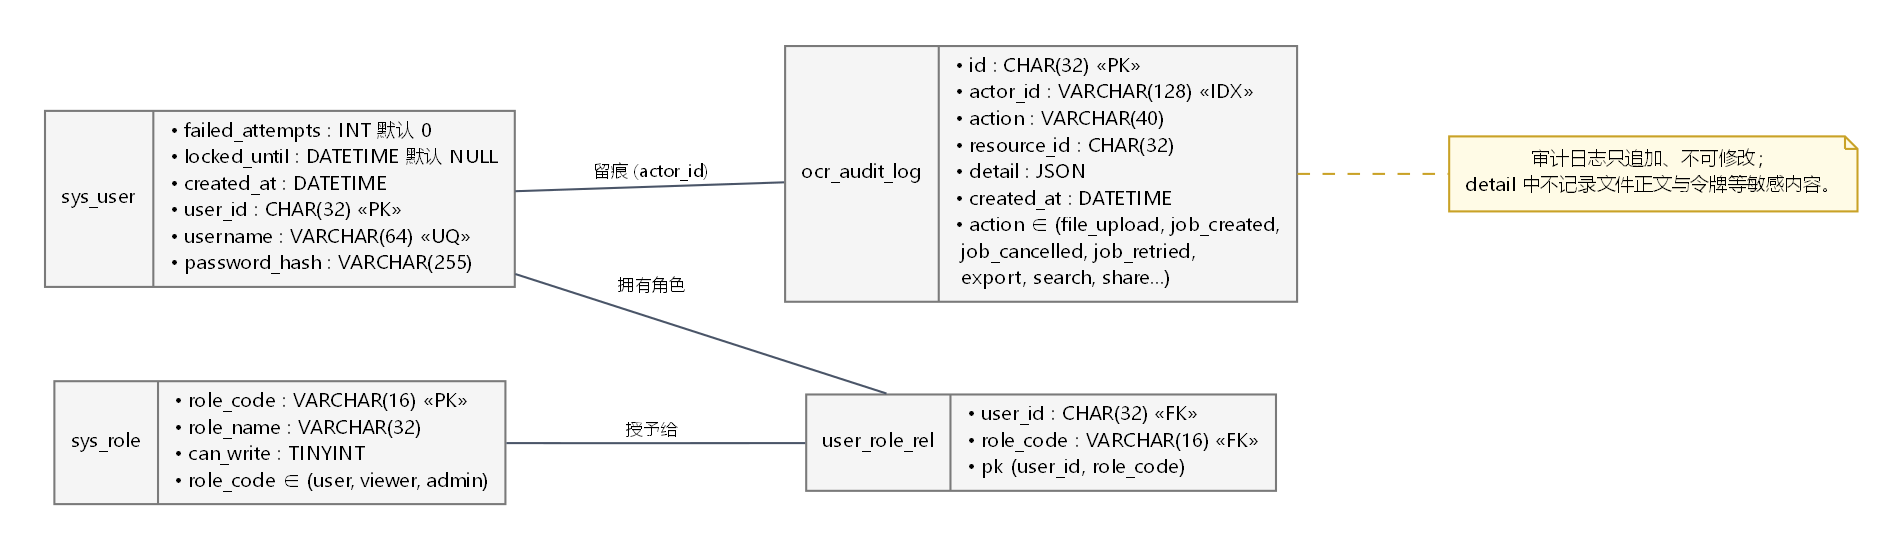 sys_user
• failed_attempts : INT 默认 0
• locked_until : DATETIME 默认 NULL
• created_at : DATETIME
• user_id : CHAR(32) «PK»
• username : VARCHAR(64) «UQ»
• password_hash : VARCHAR(255)
留痕 (actor_id)
ocr_audit_log
• id : CHAR(32) «PK»
• actor_id : VARCHAR(128) «IDX»
• action : VARCHAR(40)
• resource_id : CHAR(32)
• detail : JSON
• created_at : DATETIME
• action ∈ (file_upload, job_created,
job_cancelled, job_retried,
export, search, share...)
审计日志只追加、不可修改；
detail 中不记录文件正文与令牌等敏感内容。
拥有角色
sys_role
• role_code : VARCHAR(16) «PK»
• role_name : VARCHAR(32)
• can_write : TINYINT
• role_code ∈ (user, viewer, admin)
授予给
user_role_rel
• user_id : CHAR(32) «FK»
• role_code : VARCHAR(16) «FK»
• pk (user_id, role_code)